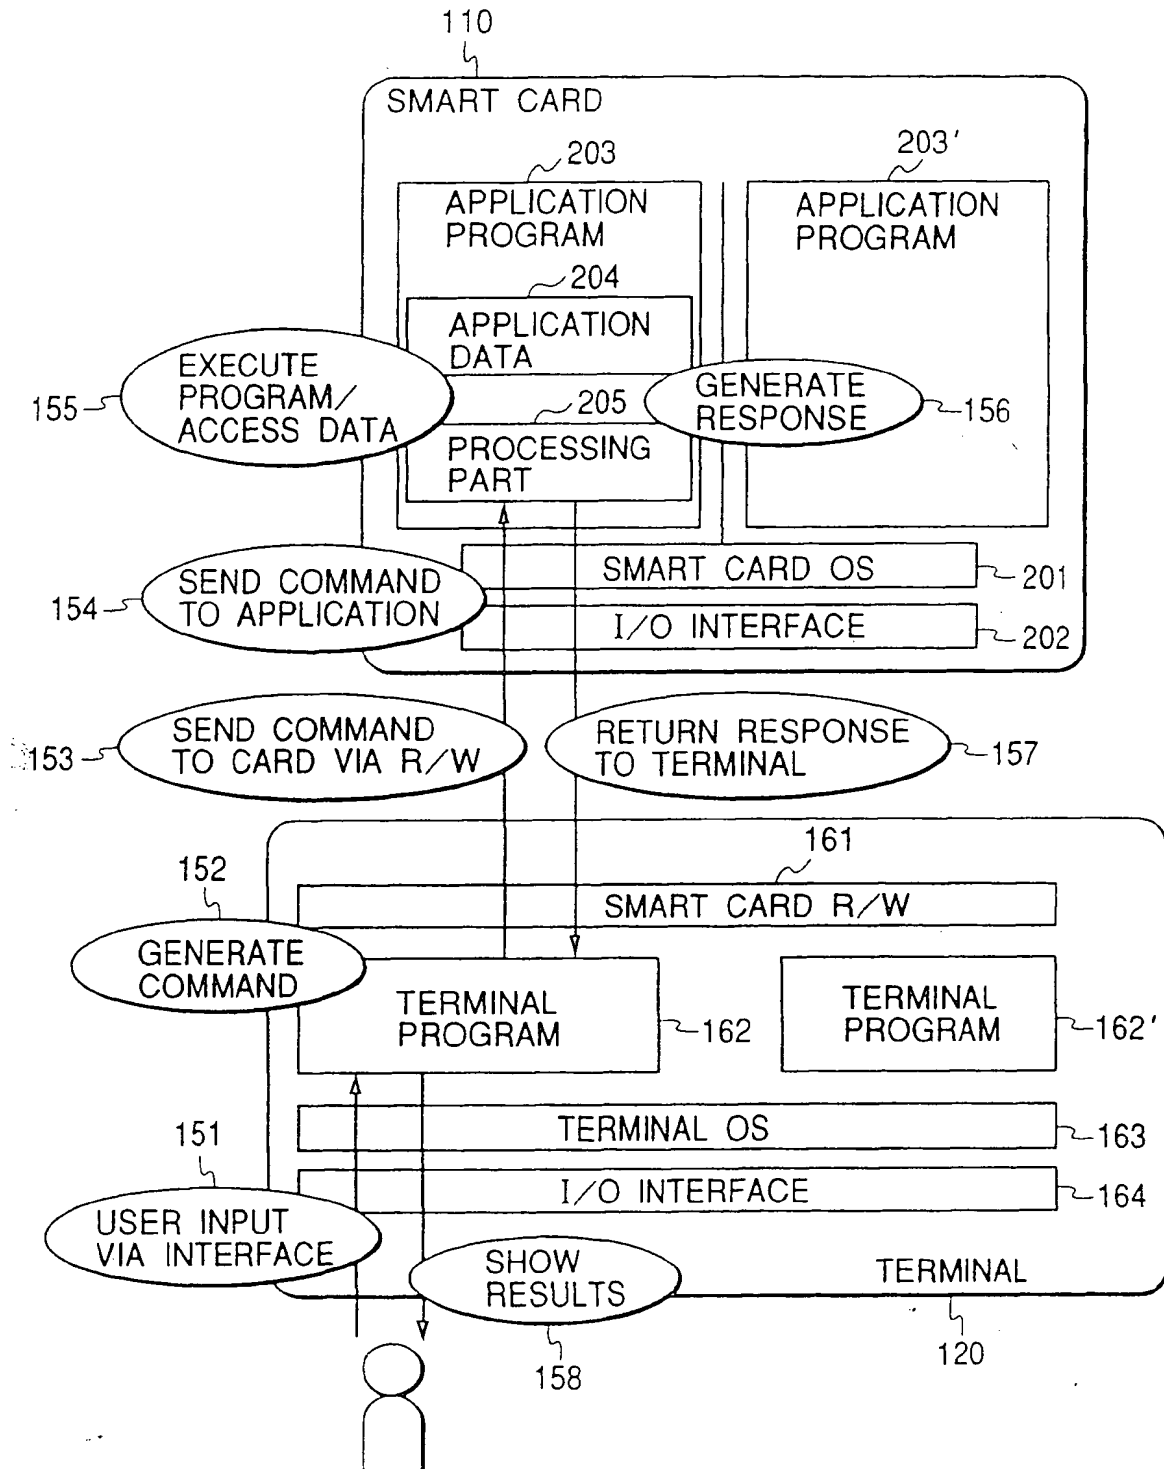 110
SMART CARD
203
203'
APPLICATION
PROGRAM
APPLICATION
PROGRAM
204
APPLICATION
DATA
EXECUTE
PROGRAM/
ACCESS DATA
155
GENERATE
RESPONSE
156
205
PROCESSING
PART
SMART CARD OS
201
SEND COMMAND
TO APPLICATION
154
I/O INTERFACE
202
SEND COMMAND
TO CARD VIA R/W
153
RETURN RESPONSE
TO TERMINAL
157
161
152
SMART CARD R/W
GENERATE
COMMAND
TERMINAL
PROGRAM
162
TERMINAL
PROGRAM
162'
TERMINAL OS
163
151
I/O INTERFACE
164
USER INPUT
VIA INTERFACE
SHOW
RESULTS
TERMINAL
158
120